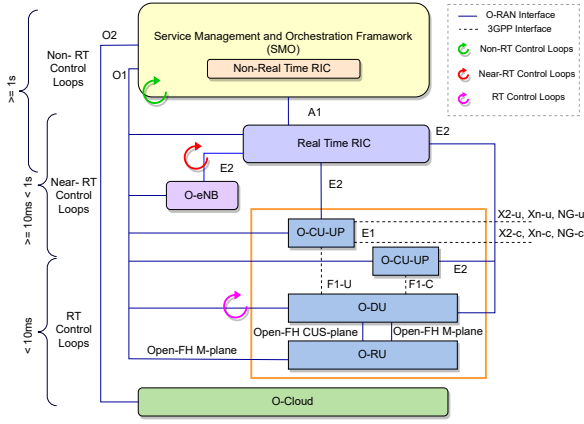 Service Management and Orchestration Framework
(SMO)
Non-Real Time RIC
O-RAN Interface
3GPP Interface
Non-RT Control Loops
Near-RT Control Loops
RT Control Loops
O2
O1
Non- RT
Control
Loops
>= 1s
A1
Real Time RIC
E2
E2
O-eNB
E2
Near- RT
Control
Loops
>= 10ms < 1s
X2-u, Xn-u, NG-u
O-CU-UP
E1
X2-c, Xn-c, NG-c
O-CU-UP
E2
F1-U
F1-C
RT
Control
Loops
< 10ms
O-DU
Open-FH CUS-plane
Open-FH M-plane
Open-FH M-plane
O-RU
O-Cloud